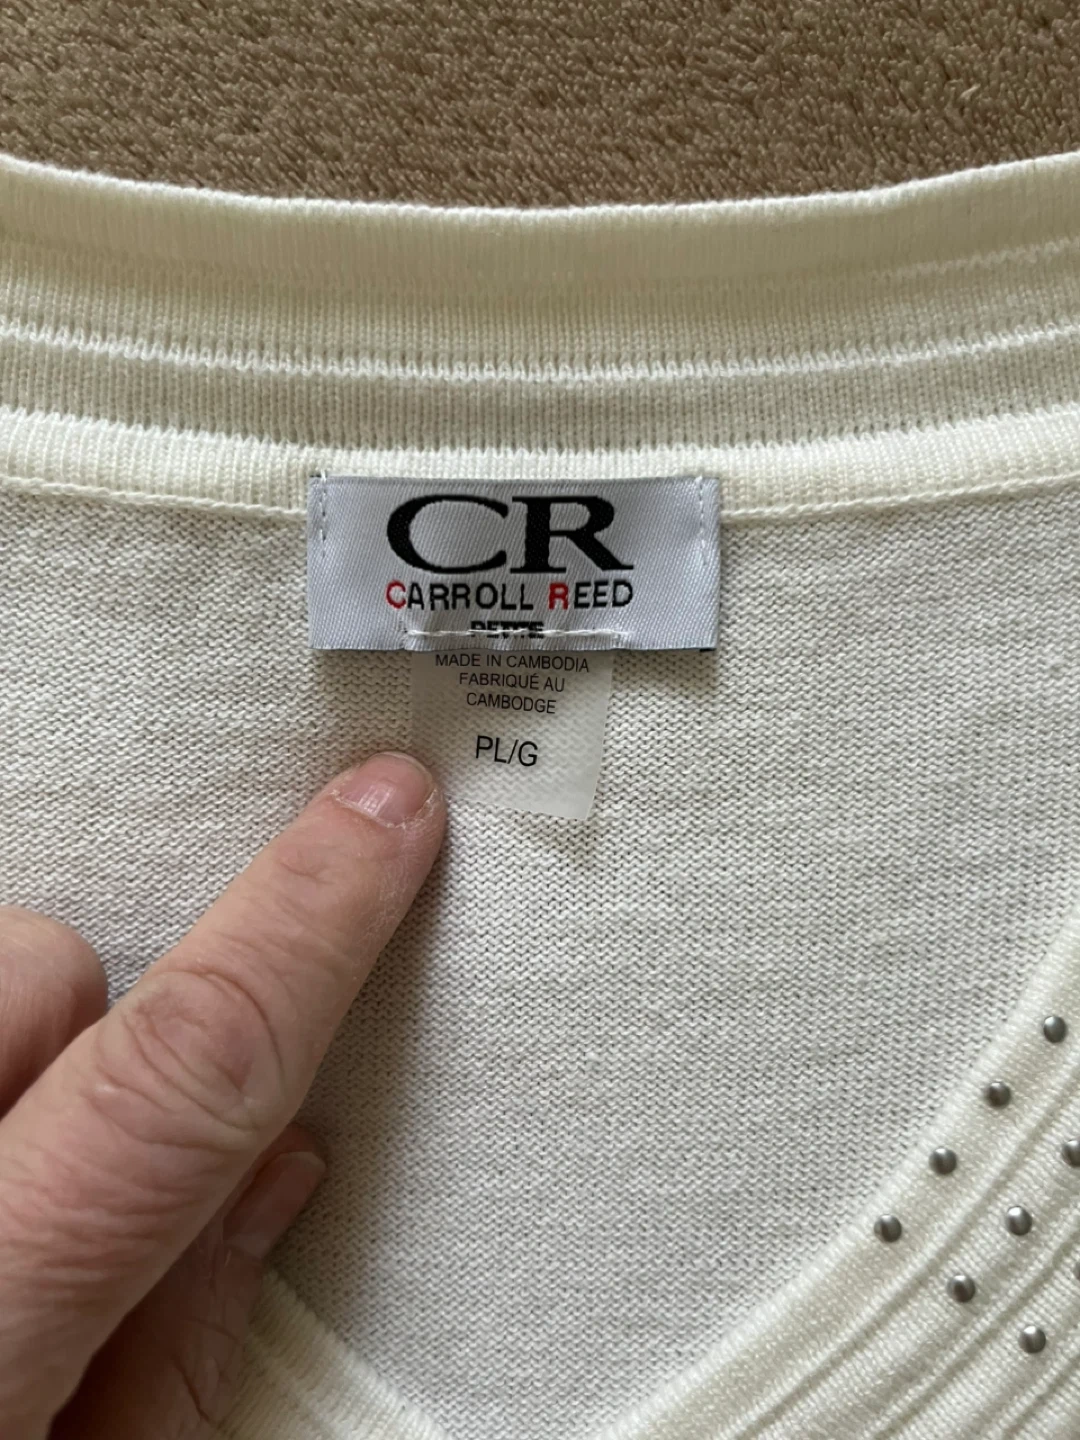 CR
CARROLL REED
PETITE
MADE IN CAMBODIA
FABRIQUÉ AU
CAMBODGE
PL/G